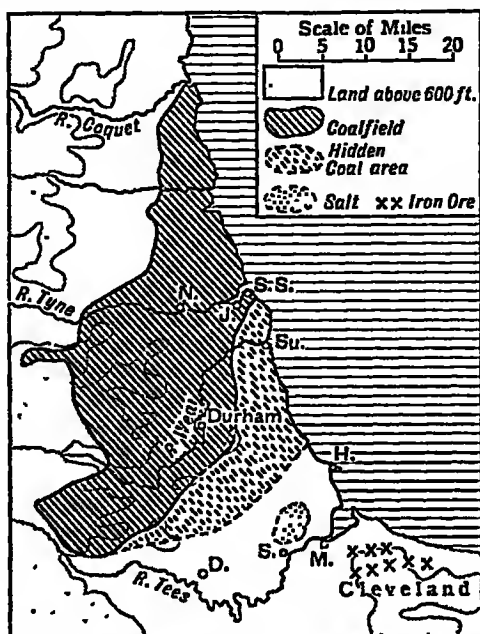 Scale of Miles
0 5 10 15 20
Land above 600 ft.
Coalfield
Hidden
Coal area
Salt ×× Iron Ore
R. Coquet
R. Tyne
N.
J.
S.S.
Su.
R. Wear
Durham
H.
S.
M.
D.
R. Tees
Cleveland